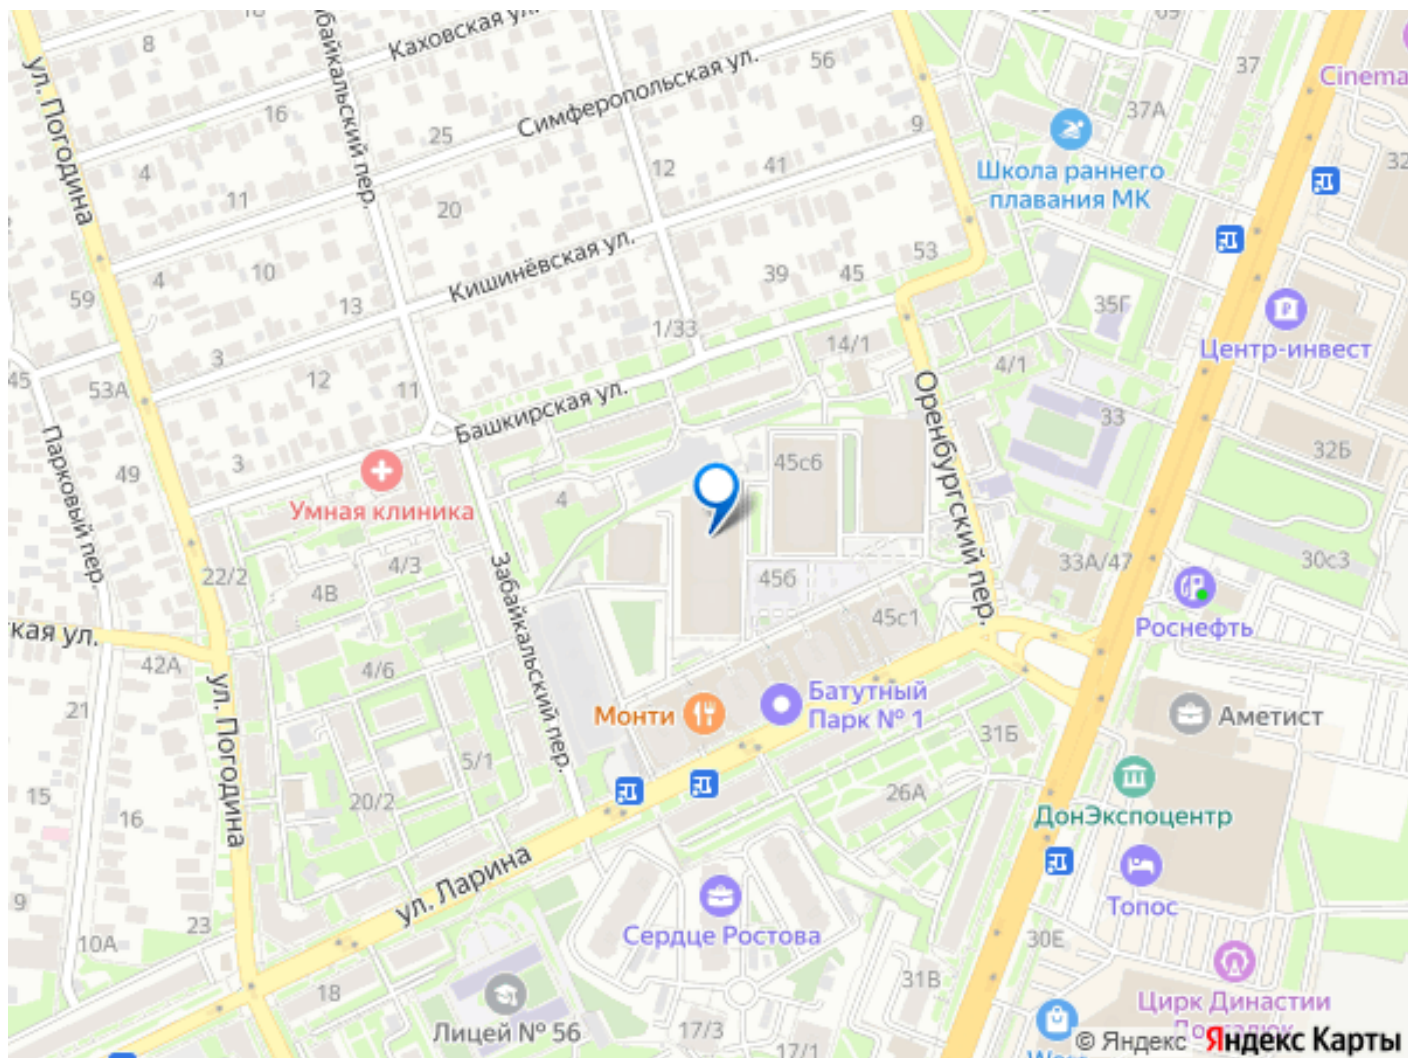 8
Каховская ул.
байкальский пер.
ул. Погодина
16
25
Симферопольская ул.
56
69
37
Cinema
37А
9
32
Школа раннего
плавания МК
4
11
20
12
41
4
10
Кишинёвская ул.
39
45
53
59
13
1/33
14/1
35Г
Центр-инвест
3
12
11
45
53А
Башкирская ул.
Оренбургский пер.
4/1
33
32Б
Парковый пер.
49
3
Умная клиника
4
45с6
22/2
4В
4/3
Забайкальский пер.
456
45с1
33А/47
30с3
Роснефть
кая ул.
42А
4/6
ул. Погодина
21
Монти
Батутный
Парк № 1
31Б
Аметист
5/1
20/2
26А
ДонЭкспоцентр
15
16
ул. Ларина
Топос
9
23
10А
Сердце Ростова
30Е
31В
18
Лицей № 56
17/3
17/1
Цирк Династии
© Яндекс Яндекс Карты